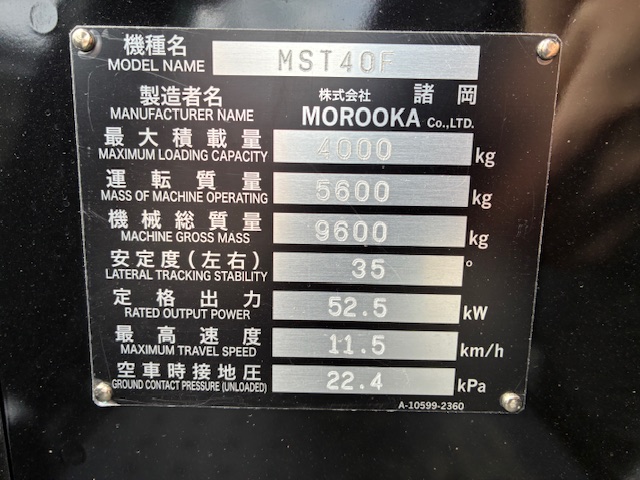 機種名 MST40F
MODEL NAME
製造者名 株式会社 諸岡
MANUFACTURER NAME MOROOKA Co.,LTD.
最大積載量 4000 kg
MAXIMUM LOADING CAPACITY
運転質量 5600 kg
MASS OF MACHINE OPERATING
機械総質量 9600 kg
MACHINE GROSS MASS
安定度(左右) 35 °
LATERAL TRACKING STABILITY
定格出力 52.5 kW
RATED OUTPUT POWER
最高速度 11.5 km/h
MAXIMUM TRAVEL SPEED
空車時接地圧 22.4 kPa
GROUND CONTACT PRESSURE (UNLOADED)
A-10599-2360